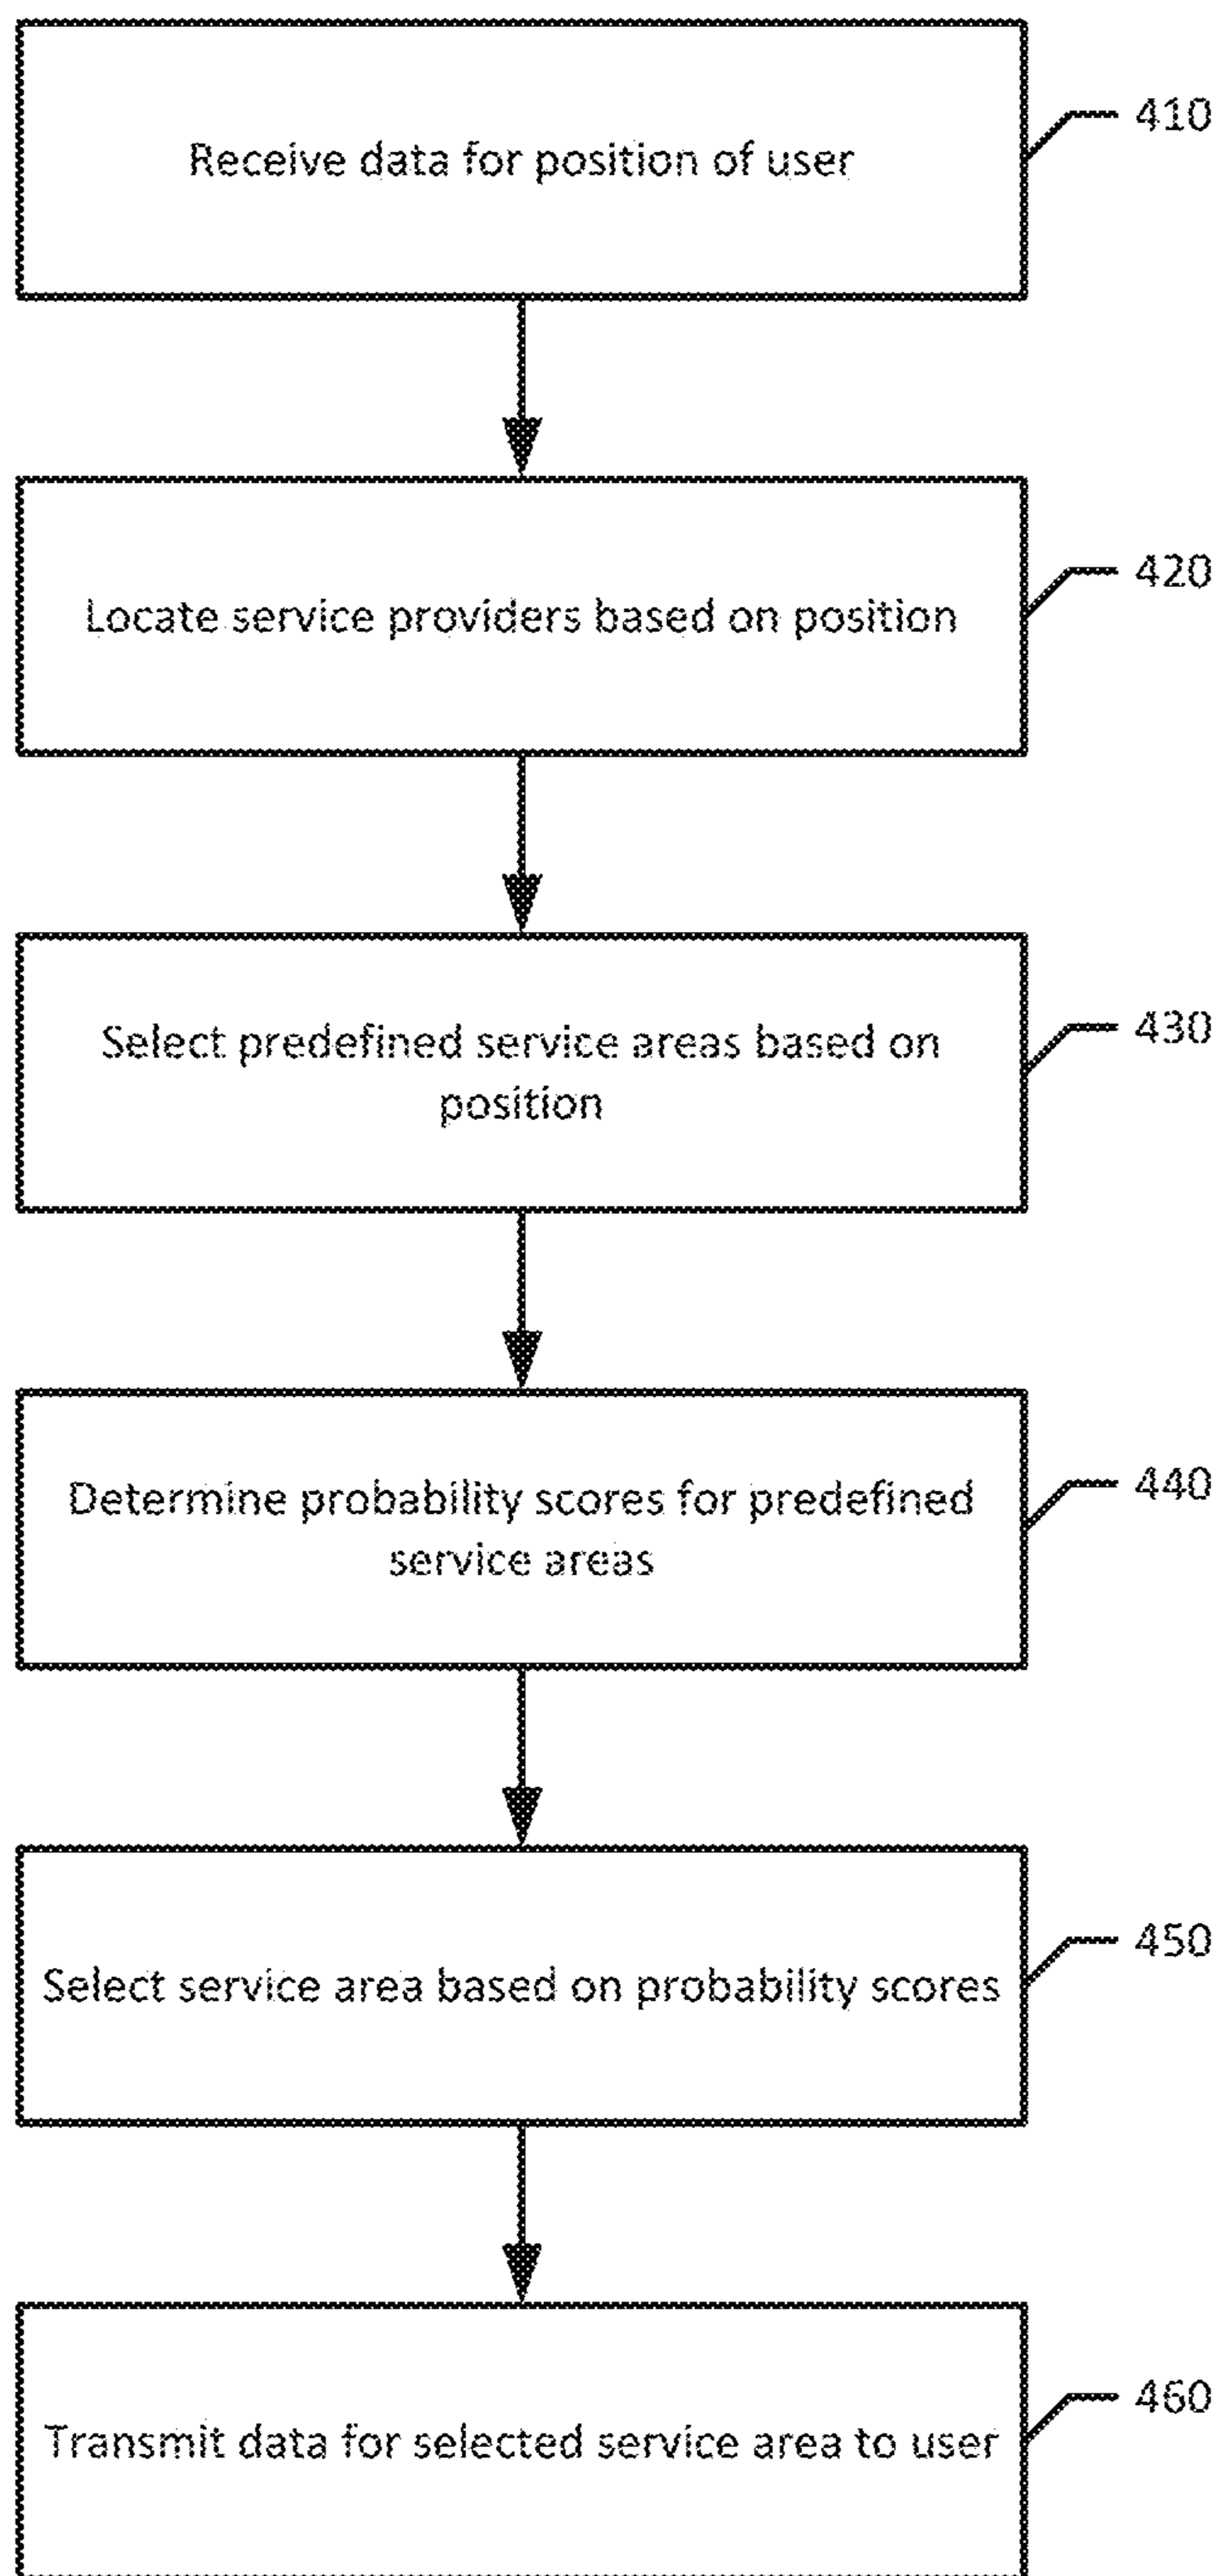 Receive data for position of user
410
Locate service providers based on position
420
Select predefined service areas based on
position
430
Determine probability scores for predefined
service areas
440
Select service area based on probability scores
450
Transmit data for selected service area to user
460